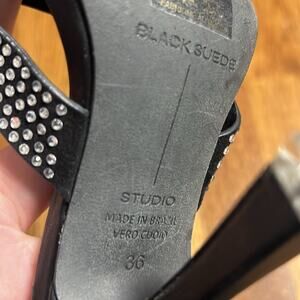 BLACK SUEDE
STUDIO
MADE IN BRAZIL
VERO CUOIO
36